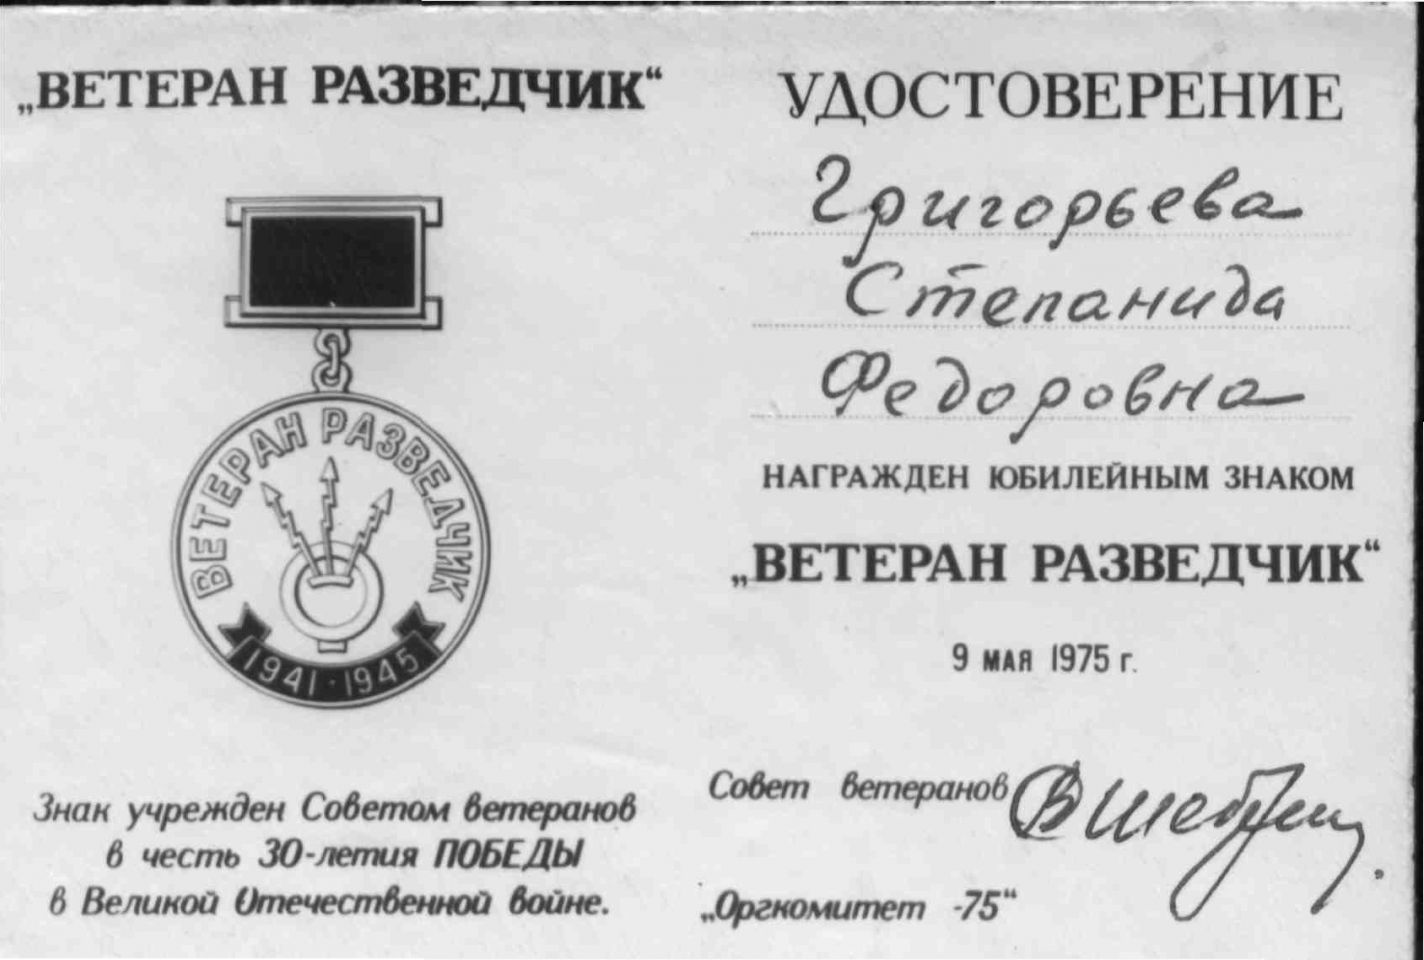 „ВЕТЕРАН РАЗВЕДЧИК“
ВЕТЕРАН РАЗВЕДЧИК
1941·1945
Знак учрежден Советом ветеранов
в честь 30-летия ПОБЕДЫ
в Великой Отечественной войне.
УДОСТОВЕРЕНИЕ
Григорьева
Степанида
Федоровна
НАГРАЖДЕН ЮБИЛЕЙНЫМ ЗНАКОМ
„ВЕТЕРАН РАЗВЕДЧИК“
9 МАЯ 1975 г.
Совет ветеранов
„Оргкомитет -75“